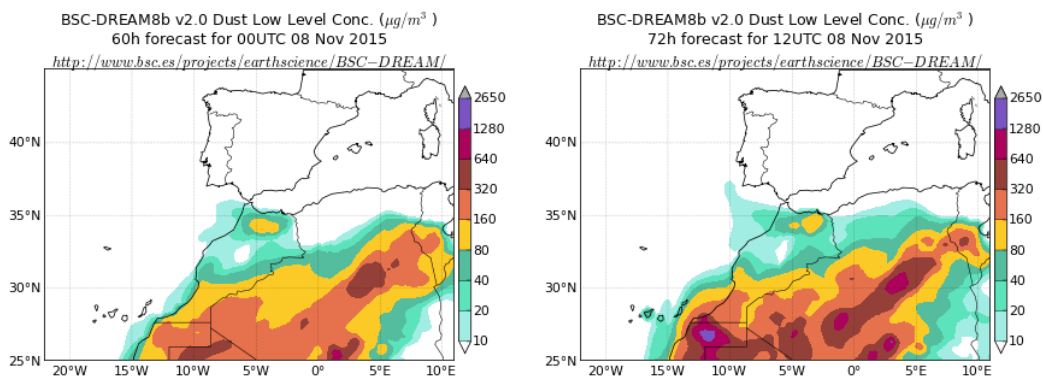 BSC-DREAM8b v2.0 Dust Low Level Conc. (μg/m³ )
60h forecast for 00UTC 08 Nov 2015
http://www.bsc.es/projects/earthscience/BSC−DREAM/
40°N
35°N
30°N
25°N
20°W
15°W
10°W
5°W
0°
5°E
10°E
2650
1280
640
320
160
80
40
20
10
BSC-DREAM8b v2.0 Dust Low Level Conc. (μg/m³ )
72h forecast for 12UTC 08 Nov 2015
http://www.bsc.es/projects/earthscience/BSC−DREAM/
40°N
35°N
30°N
25°N
20°W
15°W
10°W
5°W
0°
5°E
10°E
2650
1280
640
320
160
80
40
20
10